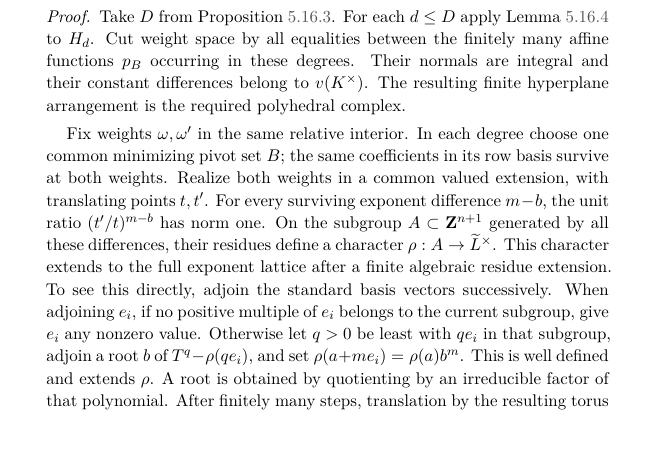 Proof. Take D from Proposition 5.16.3. For each d ≤ D apply Lemma 5.16.4
to H_d. Cut weight space by all equalities between the finitely many affine
functions p_B occurring in these degrees. Their normals are integral and
their constant differences belong to v(K^×). The resulting finite hyperplane
arrangement is the required polyhedral complex.
Fix weights ω, ω′ in the same relative interior. In each degree choose one
common minimizing pivot set B; the same coefficients in its row basis survive
at both weights. Realize both weights in a common valued extension, with
translating points t, t′. For every surviving exponent difference m−b, the unit
ratio (t′/t)^{m−b} has norm one. On the subgroup A ⊂ Z^{n+1} generated by all
these differences, their residues define a character ρ : A → L̃^×. This character
extends to the full exponent lattice after a finite algebraic residue extension.
To see this directly, adjoin the standard basis vectors successively. When
adjoining e_i, if no positive multiple of e_i belongs to the current subgroup, give
e_i any nonzero value. Otherwise let q > 0 be least with qe_i in that subgroup,
adjoin a root b of T^q−ρ(qe_i), and set ρ(a+me_i) = ρ(a)b^m. This is well defined
and extends ρ. A root is obtained by quotienting by an irreducible factor of
that polynomial. After finitely many steps, translation by the resulting torus